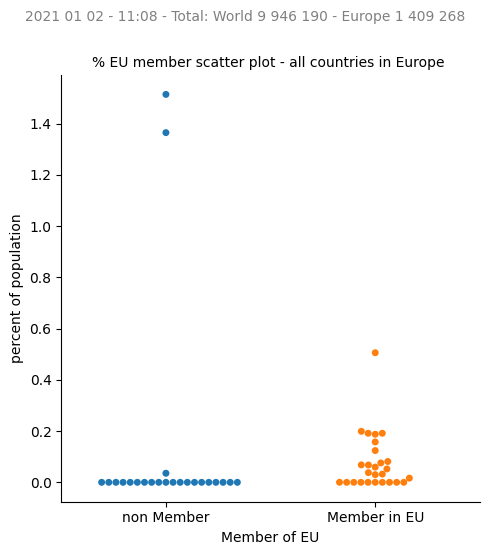 2021 01 02 - 11:08 - Total: World 9 946 190 - Europe 1 409 268
% EU member scatter plot - all countries in Europe
1.4
1.2
1.0
0.8
0.6
0.4
0.2
0.0
percent of population
non Member
Member in EU
Member of EU